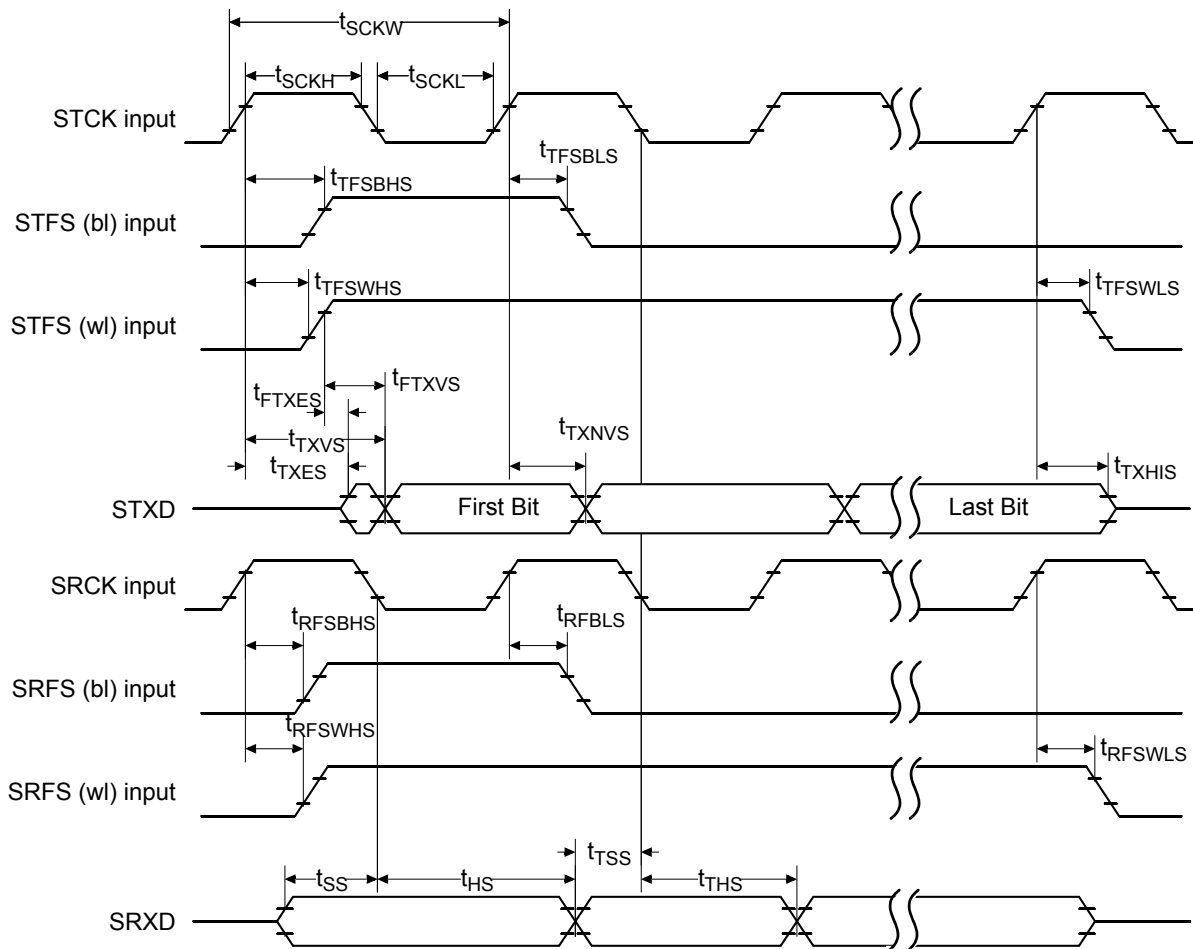 tSCKW
tSCKH
tSCKL
STCK input
tTFSBLS
tTFSBHS
STFS (bl) input
tTFSWHS
tTFSWLS
STFS (wl) input
tFTXVS
tFTXES
tTXVS
tTXNVS
tTXES
tTXHIS
STXD
First Bit
Last Bit
SRCK input
tRFSBHS
tRFBLS
SRFS (bl) input
tRFSWHS
tRFSWLS
SRFS (wl) input
tTSS
tSS
tHS
tTHS
SRXD